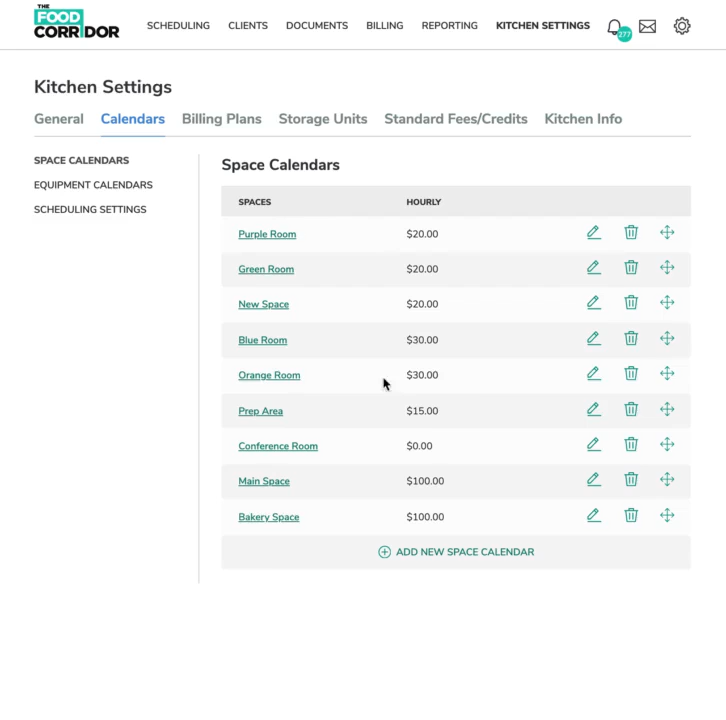 THE
FOOD
CORRIDOR
SCHEDULING CLIENTS DOCUMENTS BILLING REPORTING KITCHEN SETTINGS 277
Kitchen Settings
General Calendars Billing Plans Storage Units Standard Fees/Credits Kitchen Info
SPACE CALENDARS
EQUIPMENT CALENDARS
SCHEDULING SETTINGS
Space Calendars
SPACES HOURLY
Purple Room $20.00
Green Room $20.00
New Space $20.00
Blue Room $30.00
Orange Room $30.00
Prep Area $15.00
Conference Room $0.00
Main Space $100.00
Bakery Space $100.00
ADD NEW SPACE CALENDAR